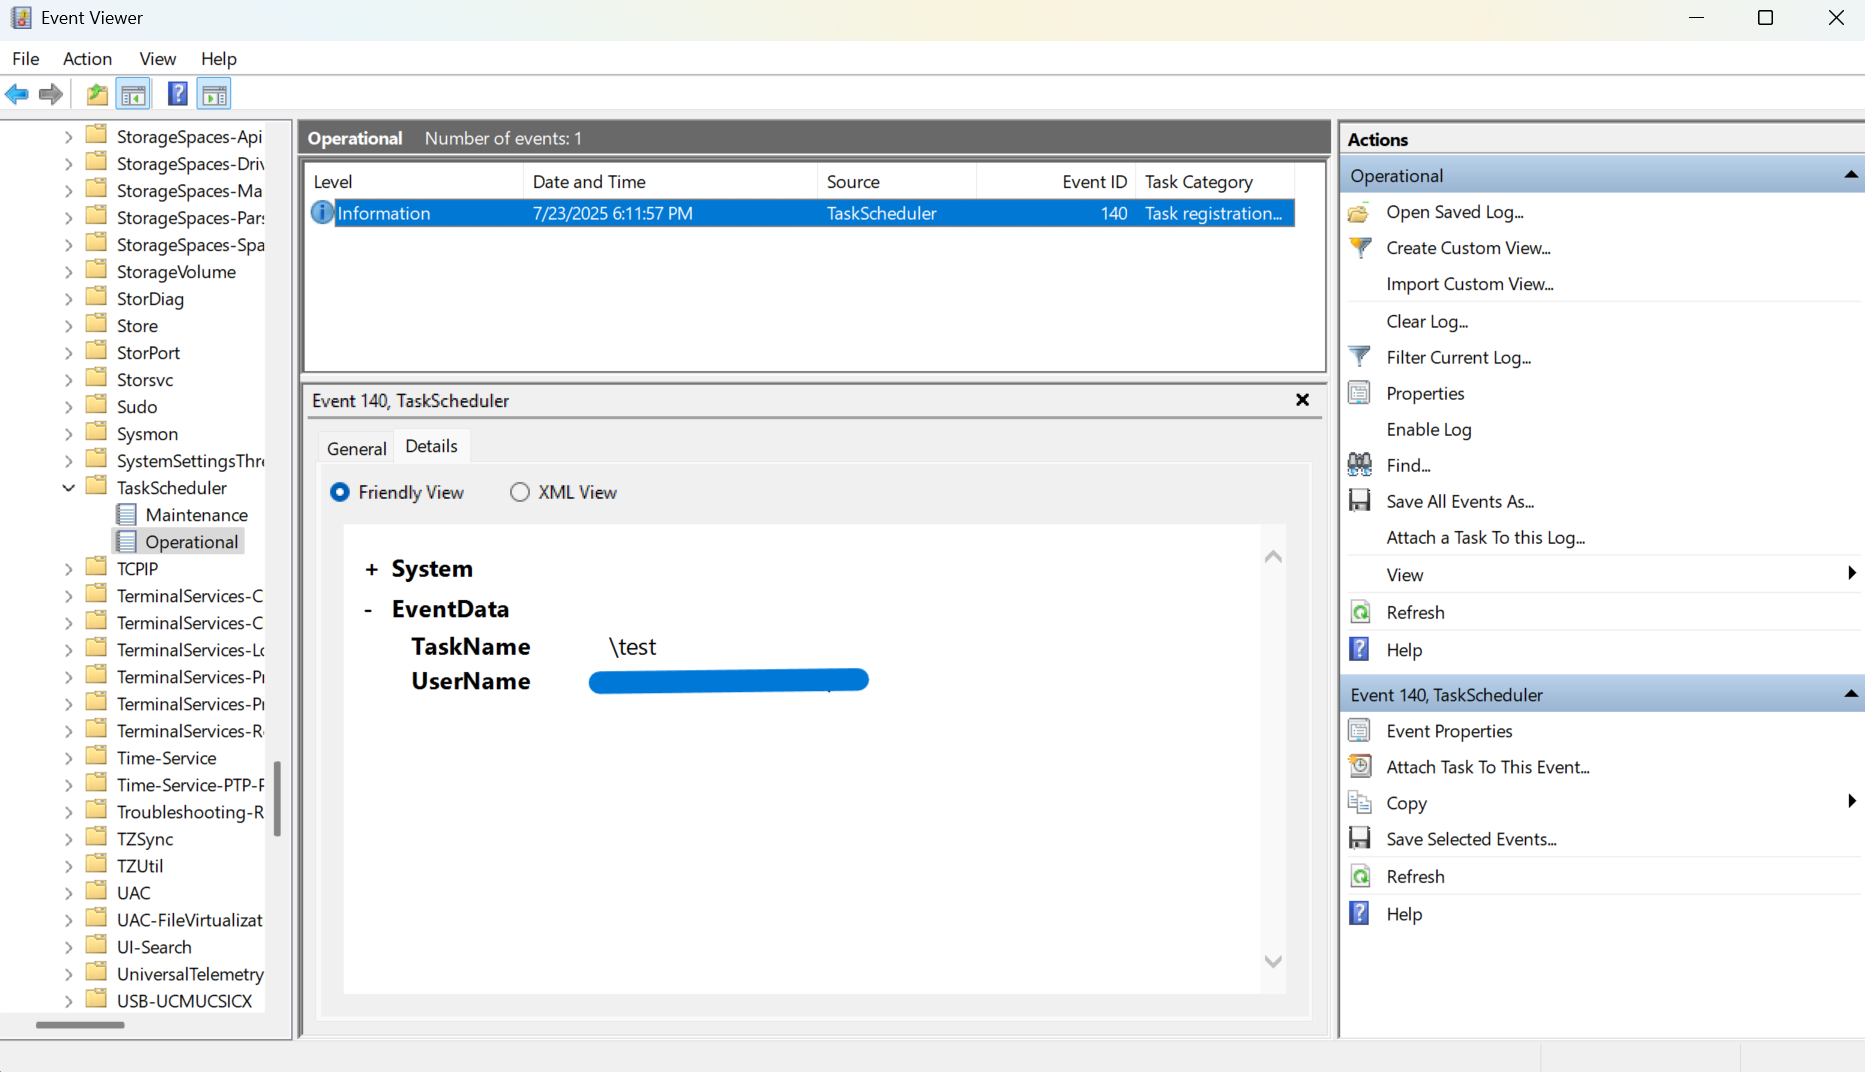 Event Viewer
File Action View Help
StorageSpaces-Api
StorageSpaces-Driv
StorageSpaces-Ma
StorageSpaces-Pars
StorageSpaces-Spa
StorageVolume
StorDiag
Store
StorPort
Storsvc
Sudo
Sysmon
SystemSettingsThre
TaskScheduler
Maintenance
Operational
TCPIP
TerminalServices-C
TerminalServices-C
TerminalServices-Lo
TerminalServices-Pr
TerminalServices-Pr
TerminalServices-R
Time-Service
Time-Service-PTP-P
Troubleshooting-R
TZSync
TZUtil
UAC
UAC-FileVirtualizat
UI-Search
UniversalTelemetry
USB-UCMUCSICX
Operational Number of events: 1
Level Date and Time Source Event ID Task Category
Information 7/23/2025 6:11:57 PM TaskScheduler 140 Task registration...
Event 140, TaskScheduler
General Details
Friendly View XML View
+ System
- EventData
TaskName \test
UserName
Actions
Operational
Open Saved Log...
Create Custom View...
Import Custom View...
Clear Log...
Filter Current Log...
Properties
Enable Log
Find...
Save All Events As...
Attach a Task To this Log...
View
Refresh
Help
Event 140, TaskScheduler
Event Properties
Attach Task To This Event...
Copy
Save Selected Events...
Refresh
Help